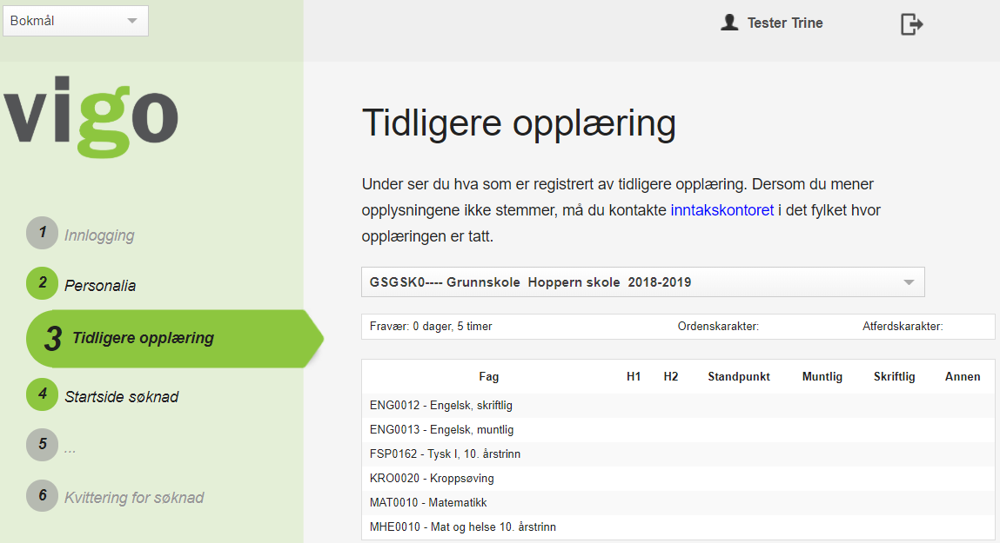 Bokmål
Tester Trine
vigo
1 Innlogging
2 Personalia
3 Tidligere opplæring
4 Startside søknad
5 ...
6 Kvittering for søknad
Tidligere opplæring
Under ser du hva som er registrert av tidligere opplæring. Dersom du mener
opplysningene ikke stemmer, må du kontakte inntakskontoret i det fylket hvor
opplæringen er tatt.
GSGSK0---- Grunnskole Hoppern skole 2018-2019
Fravær: 0 dager, 5 timer Ordenskarakter: Atferdskarakter:
Fag H1 H2 Standpunkt Muntlig Skriftlig Annen
ENG0012 - Engelsk, skriftlig
ENG0013 - Engelsk, muntlig
FSP0162 - Tysk I, 10. årstrinn
KRO0020 - Kroppsøving
MAT0010 - Matematikk
MHE0010 - Mat og helse 10. årstrinn